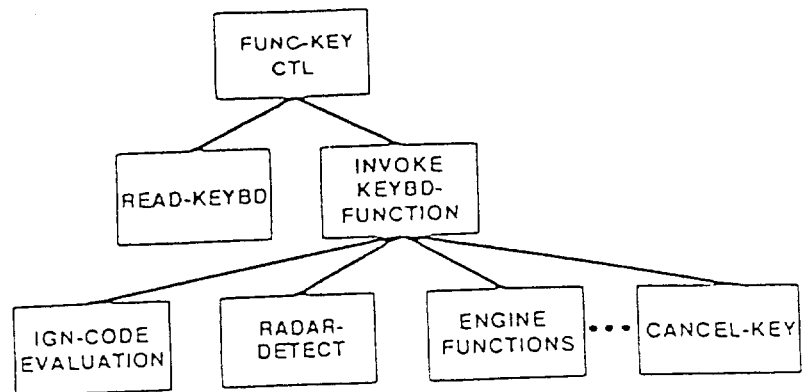 FUNC-KEY
CTL
READ-KEYBD
INVOKE
KEYBD-
FUNCTION
IGN-CODE
EVALUATION
RADAR-
DETECT
ENGINE
FUNCTIONS
CANCEL-KEY